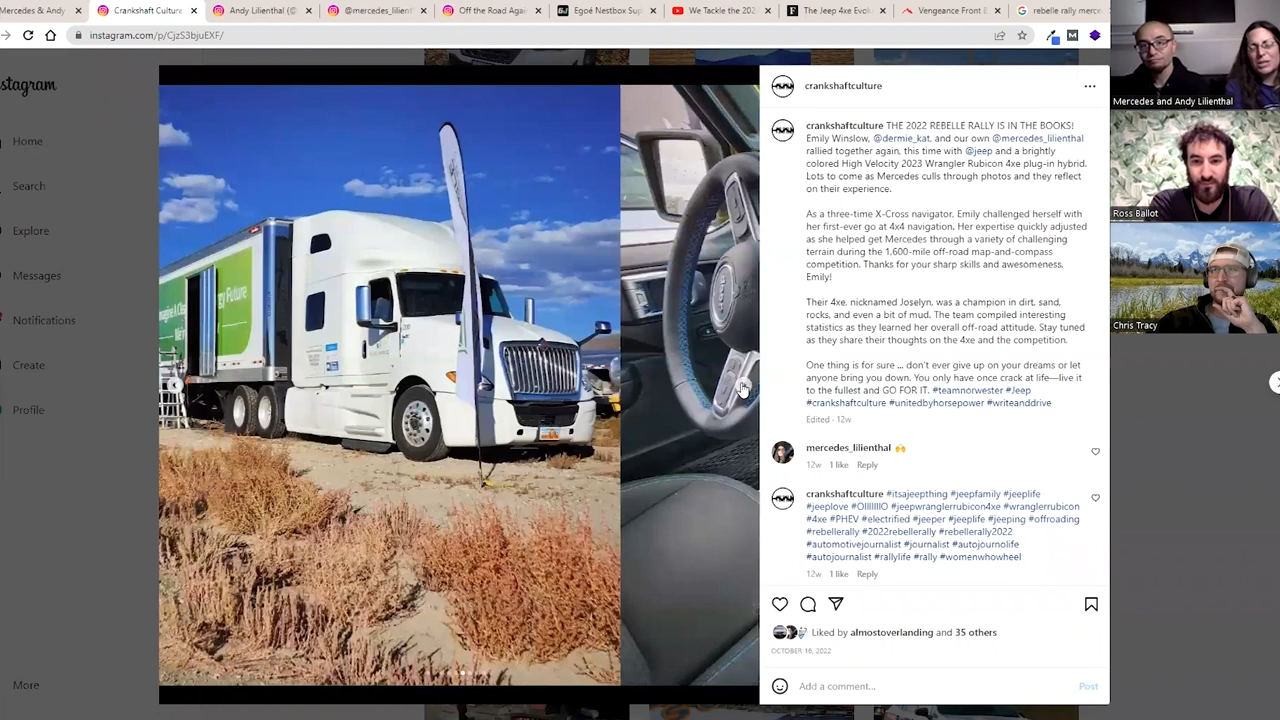 Mercedes & Andy
Crankshaft Culture
Andy Lilienthal (@
@mercedes_lilient
Off the Road Again
Egoé Nestbox Sup
We Tackle the 202
The Jeep 4xe Evolu
Vengeance Front B
rebelle rally merce
instagram.com/p/CjzS3bjuEXF/
stagram
Home
Search
Explore
Messages
Notifications
Create
Profile
More
crankshaftculture
crankshaftculture THE 2022 REBELLE RALLY IS IN THE BOOKS!
Emily Winslow, @dermie_kat, and our own @mercedes_lilienthal
rallied together again, this time with @jeep and a brightly
colored High Velocity 2023 Wrangler Rubicon 4xe plug-in hybrid.
Lots to come as Mercedes culls through photos and they reflect
on their experience.
As a three-time X-Cross navigator, Emily challenged herself with
her first-ever go at 4x4 navigation. Her expertise quickly adjusted
as she helped get Mercedes through a variety of challenging
terrain during the 1,600-mile off-road map-and-compass
competition. Thanks for your sharp skills and awesomeness,
Emily!
Their 4xe, nicknamed Joselyn, was a champion in dirt, sand,
rocks, and even a bit of mud. The team compiled interesting
statistics as they learned her overall off-road attitude. Stay tuned
as they share their thoughts on the 4xe and the competition.
One thing is for sure ... don't ever give up on your dreams or let
anyone bring you down. You only have once crack at life—live it
to the fullest and GO FOR IT. #teamnorwester #Jeep
#crankshaftculture #unitedbyhorsepower #writeanddrive
Edited · 12w
mercedes_lilienthal 🙌
12w 1 like Reply
crankshaftculture #itsajeepthing #jeepfamily #jeeplife
#jeeplove #OIIIIIIIO #jeepwranglerrubicon4xe #wranglerrubicon
#4xe #PHEV #electrified #jeeper #jeeplife #jeeping #offroading
#rebellerally #2022rebellerally #rebellerally2022
#automotivejournalist #journalist #autojournolife
#autojournalist #rallylife #rally #womenwhowheel
12w 1 like Reply
Liked by almostoverlanding and 35 others
OCTOBER 16, 2022
Add a comment...
Post
Mercedes and Andy Lilienthal
Ross Ballot
Chris Tracy